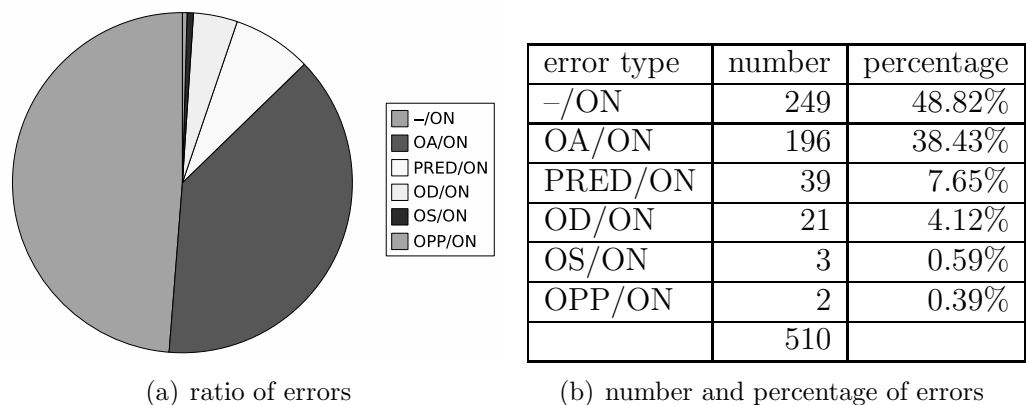 –/ON
OA/ON
PRED/ON
OD/ON
OS/ON
OPP/ON
error type number percentage
–/ON 249 48.82%
OA/ON 196 38.43%
PRED/ON 39 7.65%
OD/ON 21 4.12%
OS/ON 3 0.59%
OPP/ON 2 0.39%
510
(a) ratio of errors
(b) number and percentage of errors